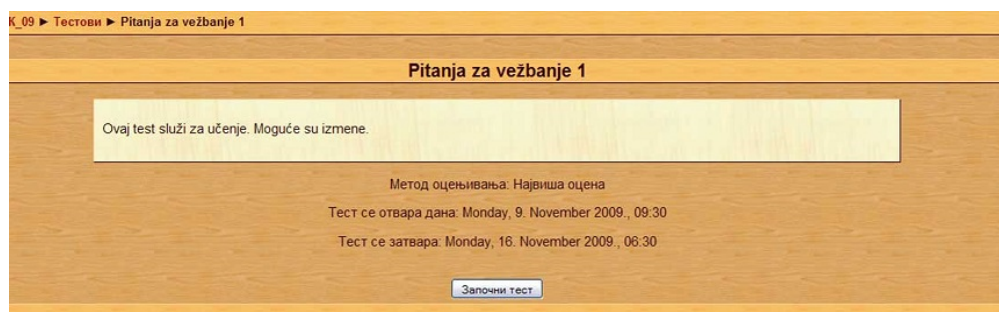 К_09 ► Тестови ► Pitanja za vežbanje 1
Pitanja za vežbanje 1
Ovaj test služi za učenje. Moguće su izmene.
Метод оцењивања: Највиша оцена
Тест се отвара дана: Monday, 9. November 2009., 09:30
Тест се затвара: Monday, 16. November 2009., 06:30
Започни тест